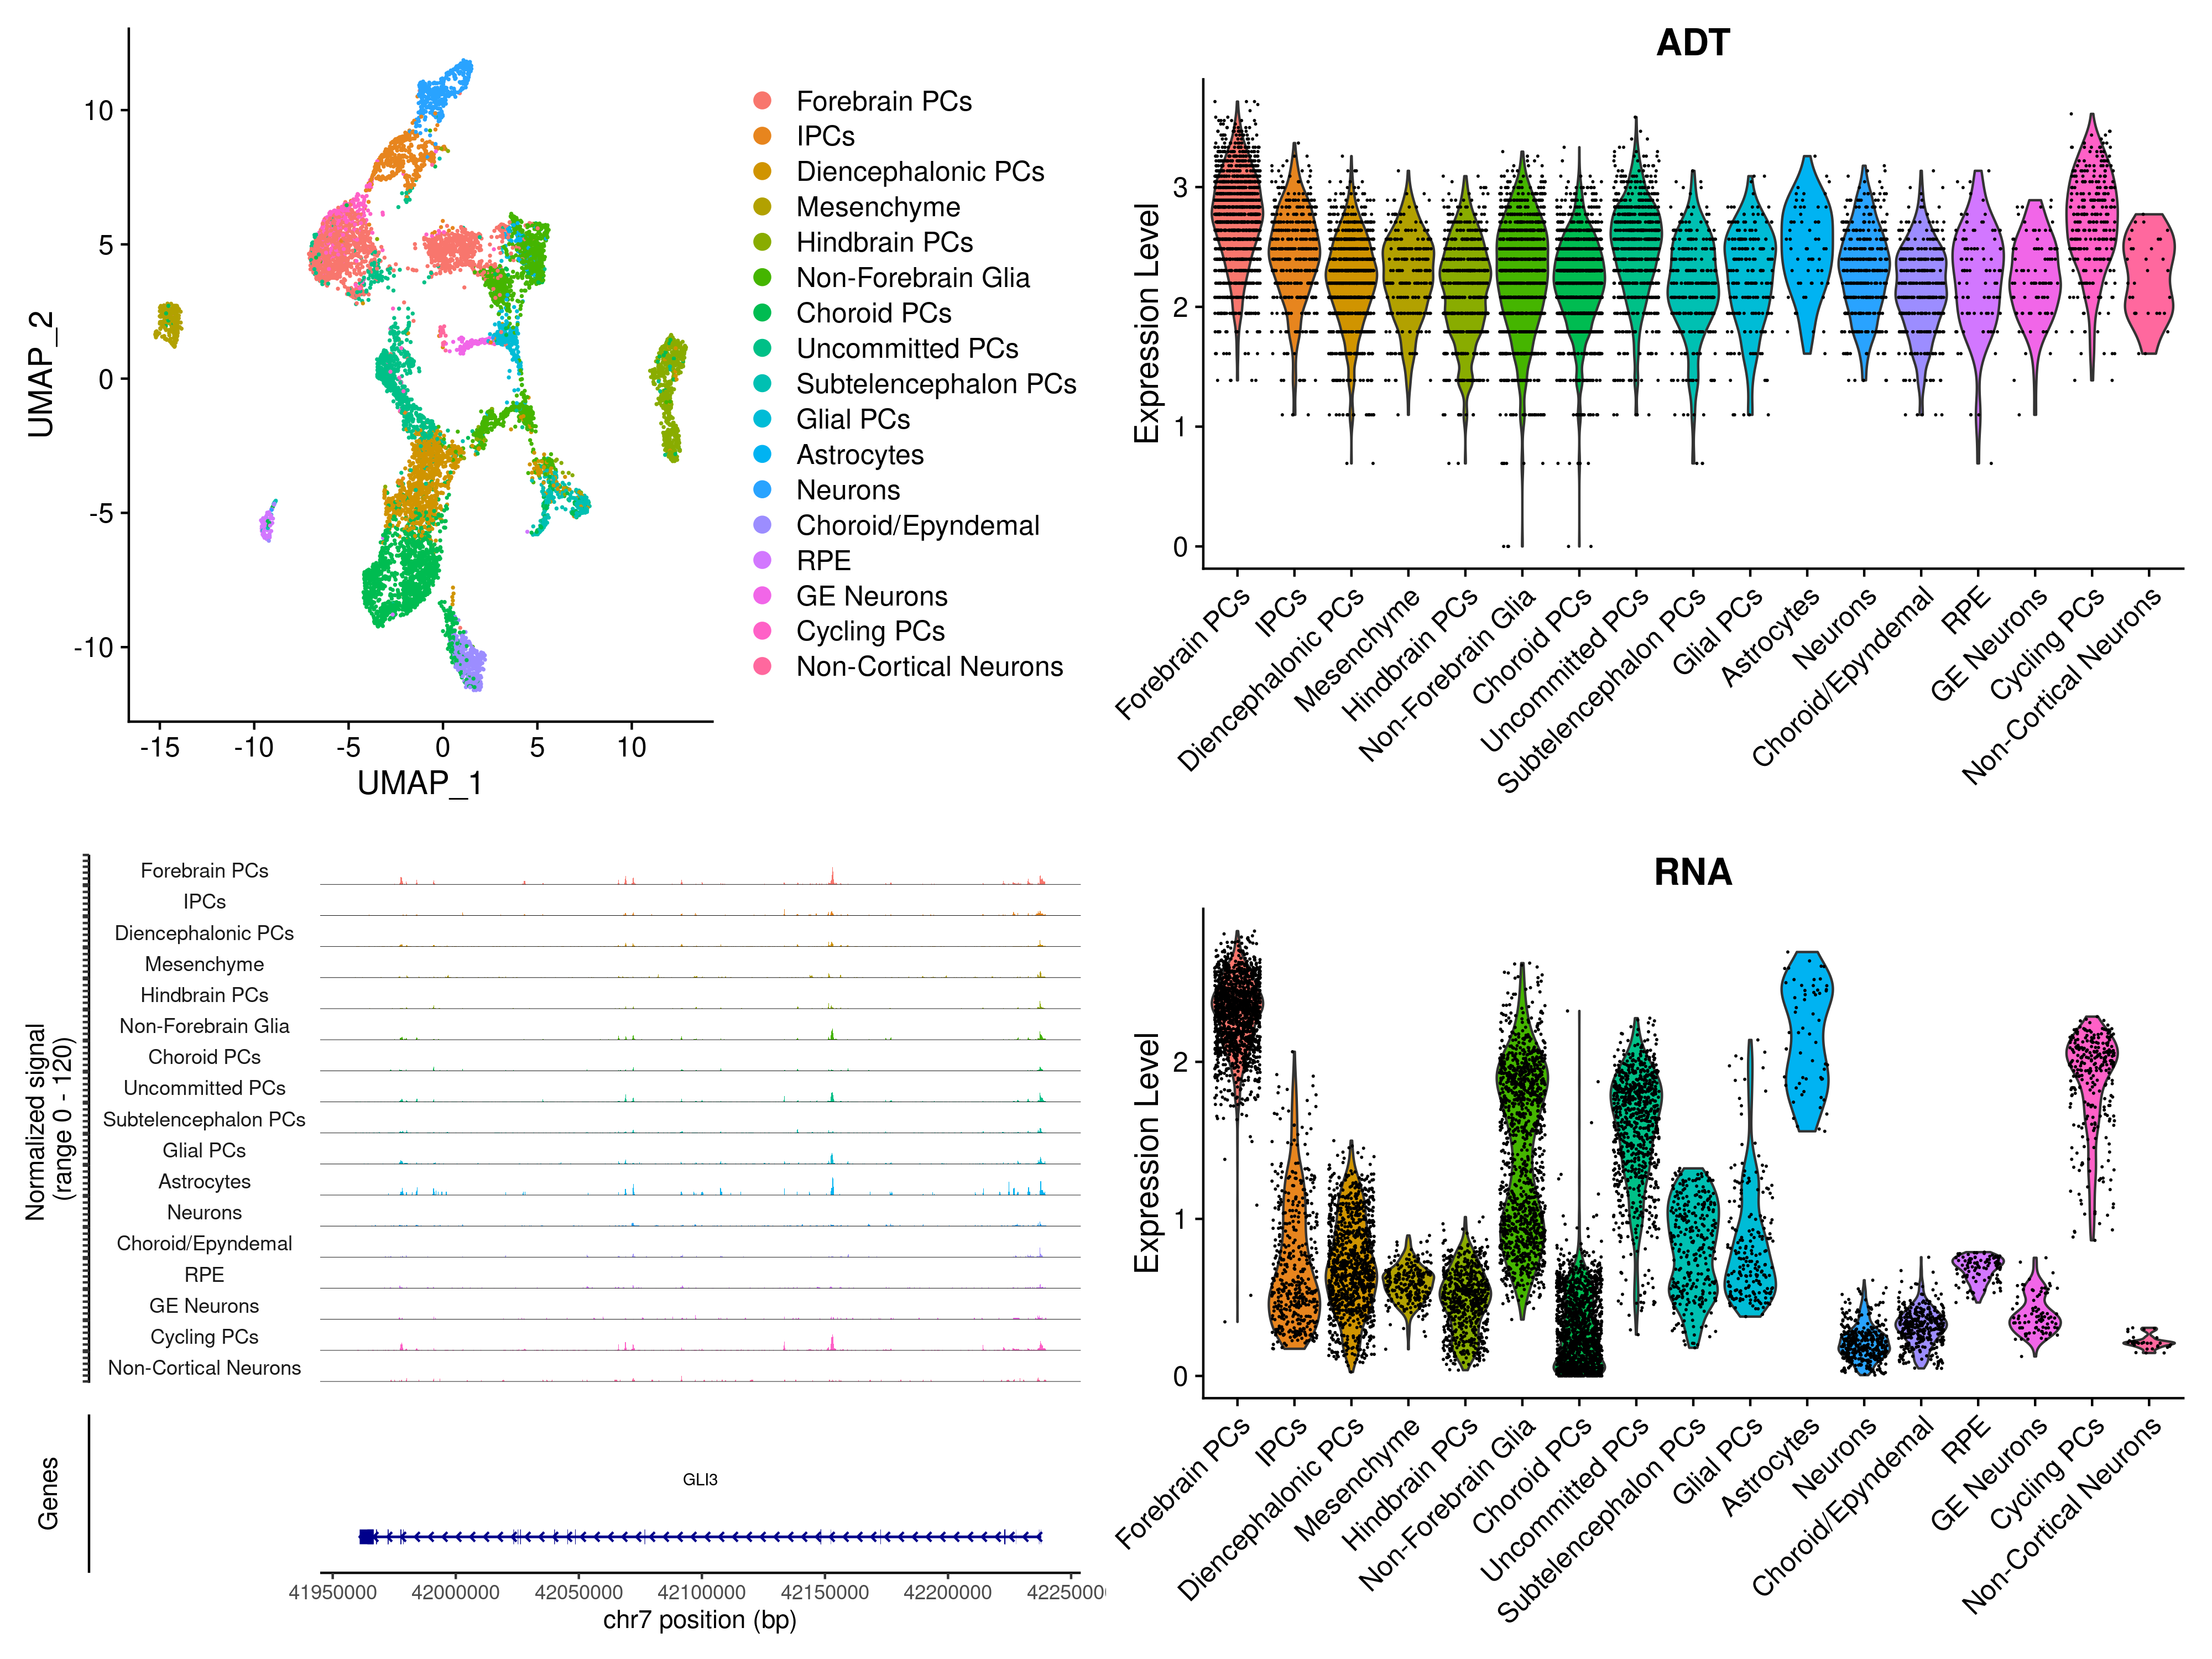 10
5
0
-5
-10
UMAP_2
-15 -10 -5 0 5 10
UMAP_1
Forebrain PCs
IPCs
Diencephalonic PCs
Mesenchyme
Hindbrain PCs
Non-Forebrain Glia
Choroid PCs
Uncommitted PCs
Subtelencephalon PCs
Glial PCs
Astrocytes
Neurons
Choroid/Epyndemal
RPE
GE Neurons
Cycling PCs
Non-Cortical Neurons
ADT
Expression Level
3
2
1
0
Forebrain PCs
IPCs
Diencephalonic PCs
Mesenchyme
Hindbrain PCs
Non-Forebrain Glia
Choroid PCs
Uncommitted PCs
Subtelencephalon PCs
Glial PCs
Astrocytes
Neurons
Choroid/Epyndemal
RPE
GE Neurons
Cycling PCs
Non-Cortical Neurons
Normalized signal
(range 0 - 120)
Forebrain PCs
IPCs
Diencephalonic PCs
Mesenchyme
Hindbrain PCs
Non-Forebrain Glia
Choroid PCs
Uncommitted PCs
Subtelencephalon PCs
Glial PCs
Astrocytes
Neurons
Choroid/Epyndemal
RPE
GE Neurons
Cycling PCs
Non-Cortical Neurons
Genes
GLI3
41950000 42000000 42050000 42100000 42150000 42200000 4225000
chr7 position (bp)
RNA
Expression Level
2
1
0
Forebrain PCs
IPCs
Diencephalonic PCs
Mesenchyme
Hindbrain PCs
Non-Forebrain Glia
Choroid PCs
Uncommitted PCs
Subtelencephalon PCs
Glial PCs
Astrocytes
Neurons
Choroid/Epyndemal
RPE
GE Neurons
Cycling PCs
Non-Cortical Neurons